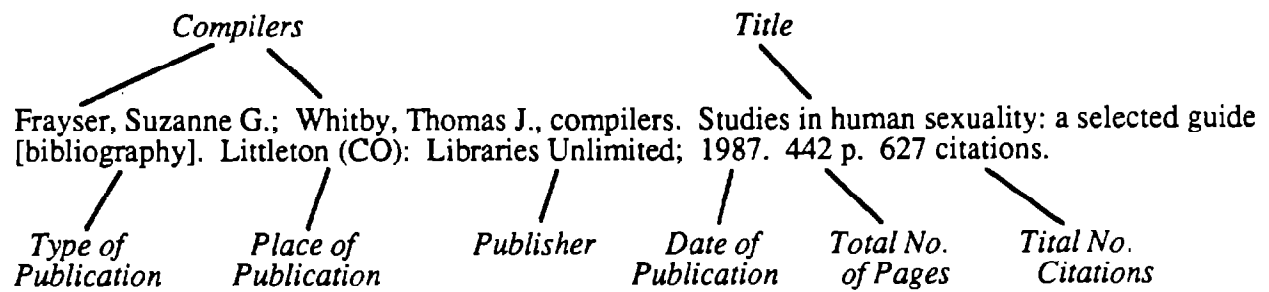 Compilers Title
Frayser, Suzanne G.; Whitby, Thomas J., compilers. Studies in human sexuality: a selected guide
[bibliography]. Littleton (CO): Libraries Unlimited; 1987. 442 p. 627 citations.
Type of Place of Publisher Date of Total No. Tital No.
Publication Publication Publication of Pages Citations